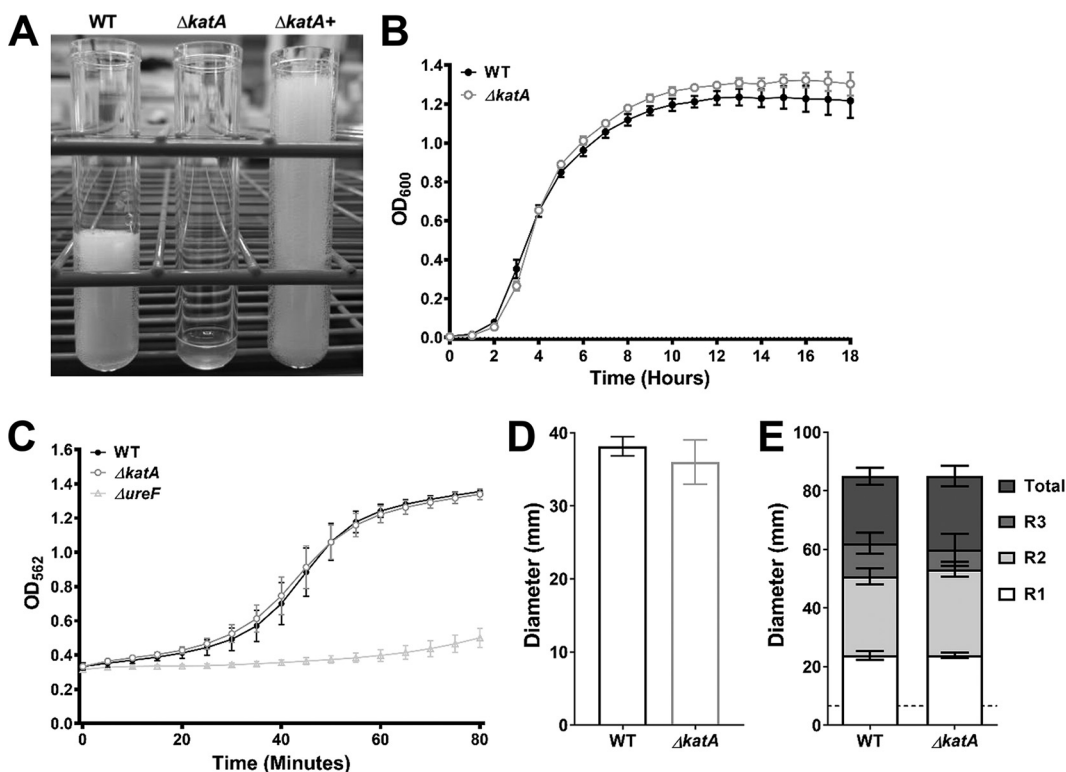 A
WT ΔkatA ΔkatA+
B
WT
ΔkatA
OD600
1.4
1.2
1.0
0.8
0.6
0.4
0.2
0.0
0 2 4 6 8 10 12 14 16 18
Time (Hours)
C
WT
ΔkatA
ΔureF
OD562
1.6
1.4
1.2
1.0
0.8
0.6
0.4
0.2
0.0
0 20 40 60 80
Time (Minutes)
D
Diameter (mm)
40
30
20
10
0
WT ΔkatA
E
Diameter (mm)
100
80
60
40
20
0
WT ΔkatA
Total
R3
R2
R1